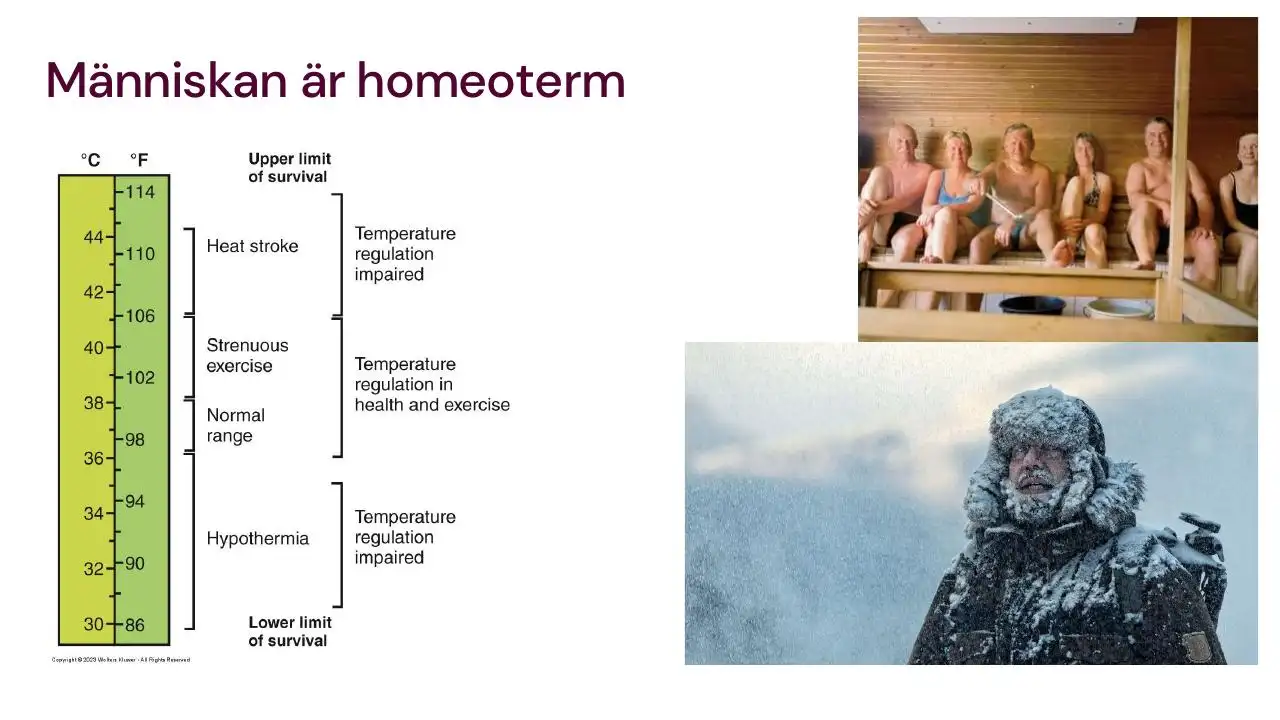 Människan är homeoterm
°C °F
Upper limit
of survival
114
44
110
42
106
40
102
38
98
36
94
34
90
32
30
86
Heat stroke
Temperature
regulation
impaired
Strenuous
exercise
Temperature
regulation in
health and exercise
Normal
range
Hypothermia
Temperature
regulation
impaired
Lower limit
of survival
Copyright © 2023 Wolters Kluwer - All Rights Reserved